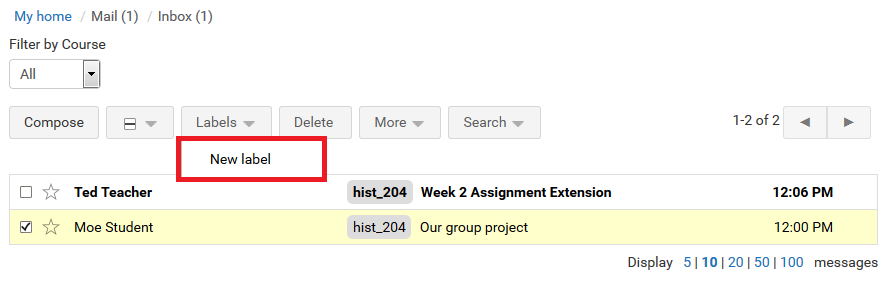 My home / Mail (1) / Inbox (1)
Filter by Course
All
Compose Labels Delete More Search 1-2 of 2
New label
Ted Teacher hist_204 Week 2 Assignment Extension 12:06 PM
Moe Student hist_204 Our group project 12:00 PM
Display 5 | 10 | 20 | 50 | 100 messages